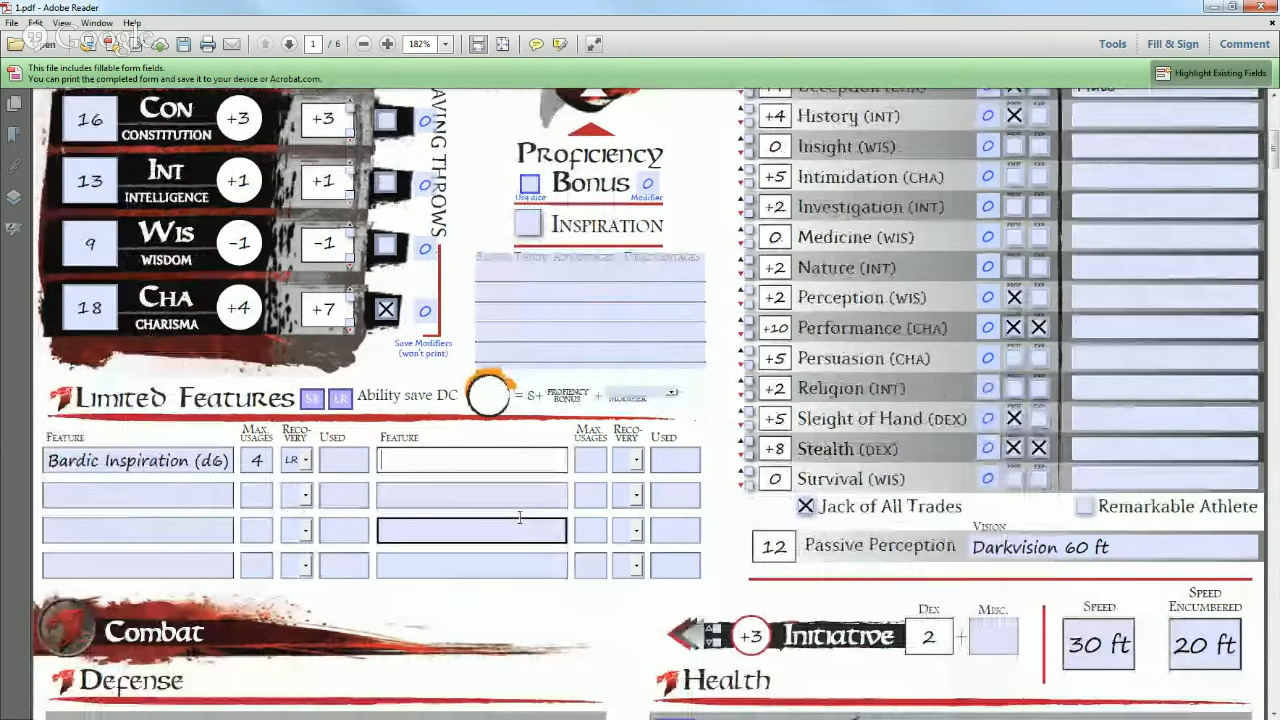 1.pdf - Adobe Reader
File Edit View Window Help
Google
1 / 6 182% Tools Fill & Sign Comment
This file includes fillable form fields.
You can print the completed form and save it to your device or Acrobat.com.
Highlight Existing Fields
16 CON +3 +3 0
CONSTITUTION
13 INT +1 +1 0
INTELLIGENCE
9 WIS -1 -1 0
WISDOM
18 CHA +4 +7 0
CHARISMA
AVING THROWS
Save Modifiers
(won't print)
Proficiency
Bonus 0
Use dice Modifier
INSPIRATION
+4 History (INT) 0
0 Insight (WIS) 0
+5 Intimidation (CHA) 0
+2 Investigation (INT) 0
0 Medicine (WIS) 0
+2 Nature (INT) 0
+2 Perception (WIS) 0
+10 Performance (CHA) 0
+5 Persuasion (CHA) 0
+2 Religion (INT) 0
+5 Sleight of Hand (DEX) 0
+8 Stealth (DEX) 0
0 Survival (WIS) 0
Jack of All Trades Remarkable Athlete
12 Passive Perception
VISION
Darkvision 60 ft
LIMITED FEATURES SR LR Ability save DC = 8+ PROFICIENCY BONUS + MODIFIER
FEATURE MAX. USAGES RECO-VERY USED FEATURE MAX. USAGES RECO-VERY USED
Bardic Inspiration (d6) 4 LR
Combat
+3 Initiative
DEX
2
+
MISC.
SPEED
30 ft
SPEED
ENCUMBERED
20 ft
Defense
Health